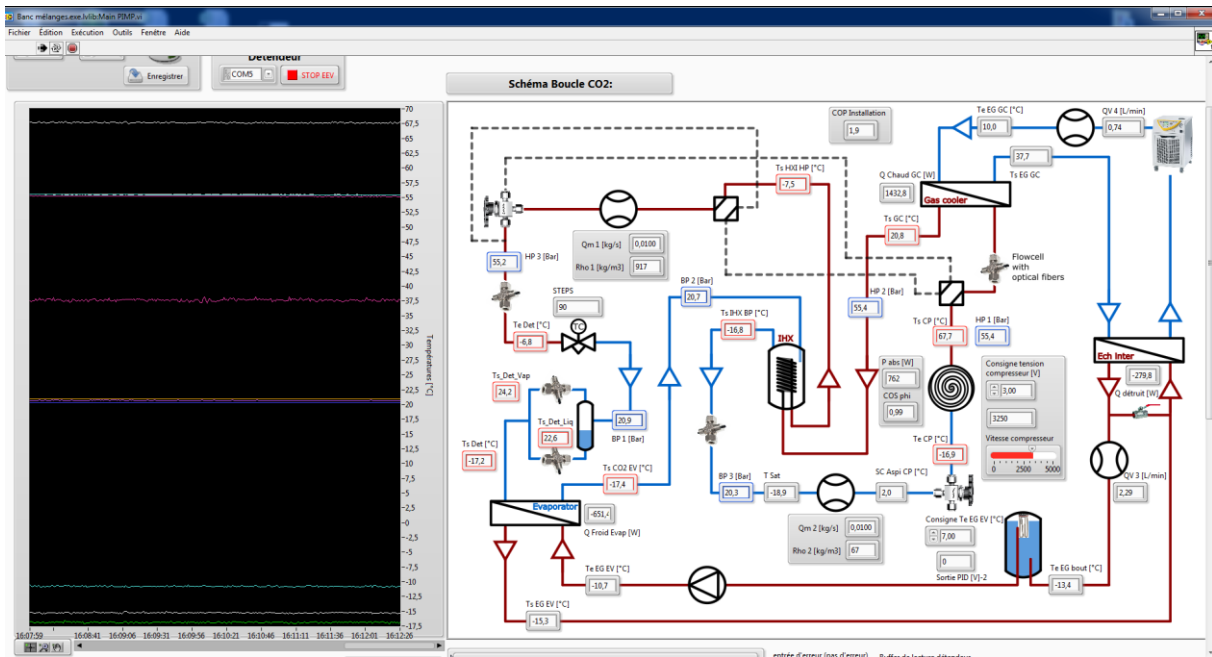 Banc mélanges.exe.lvlib:Main PIMP.vi
Fichier Édition Exécution Outils Fenêtre Aide
Détendeur
Enregistrer
COM5
STOP EEV
Schéma Boucle CO2:
70
67,5
65
62,5
60
57,5
55
52,5
50
47,5
45
42,5
40
37,5
35
32,5
30
27,5
25
22,5
20
17,5
15
12,5
10
7,5
5
2,5
-0
-2,5
-5
-7,5
-10
-12,5
-15
-17,5
Températures [°C]
16:07:59 16:08:41 16:09:06 16:09:31 16:09:56 16:10:21 16:10:46 16:11:11 16:11:36 16:12:01 16:12:26
COP Installation
1,9
Te EG GC [°C]
10,0
QV 4 [L/min]
0,74
37,7
Ts EG GC
Q Chaud GC [W]
1432,8
Gas cooler
Ts HXI HP [°C]
-7,5
Ts GC [°C]
20,8
Qm 1 [kg/s]
0,0100
Rho 1 [kg/m3]
917
HP 3 [Bar]
55,2
Flowcell
with
optical fibers
STEPS
90
BP 2 [Bar]
20,7
HP 2 [Bar]
55,4
Te Det [°C]
-6,8
TC
Ts IHX BP [°C]
-16,8
IHX
Ts CP [°C]
67,7
HP 1 [Bar]
55,4
Ech Inter
-279,8
Q détruit [W]
P abs [W]
762
COS phi
0,99
Consigne tension
compresseur [V]
3,00
3250
Vitesse compresseur
0 2500 5000
Ts_Det_Vap
24,2
Ts_Det_Liq
22,6
20,9
BP 1 [Bar]
Ts Det [°C]
-17,2
Te CP [°C]
-16,9
Ts CO2 EV [°C]
-17,4
BP 3 [Bar]
20,3
T Sat
-18,9
SC Aspi CP [°C]
2,0
QV 3 [L/min]
2,29
Evaporator
-651,4
Q Froid Evap [W]
Qm 2 [kg/s]
0,0100
Rho 2 [kg/m3]
67
Consigne Te EG EV [°C]
7,00
0
Sortie PID [V]-2
Te EG EV [°C]
-10,7
Te EG bout [°C]
-13,4
Ts EG EV [°C]
-15,3
entrée d'erreur (pas d'erreur)
Buffer de lecture détendeur